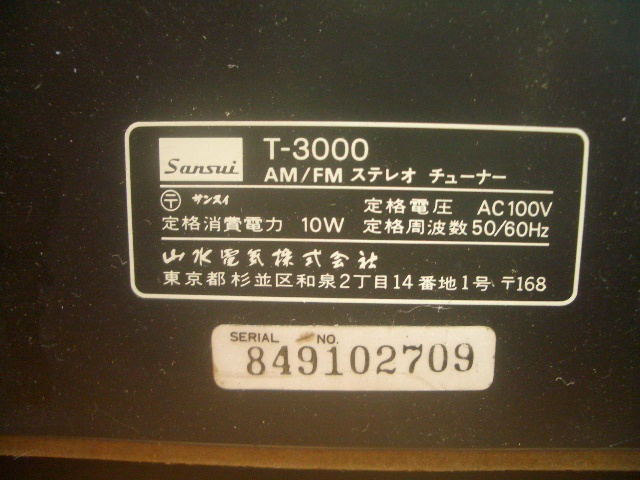 Sansui T-3000
AM/FM ステレオ チューナー
〒 サンスイ 定格電圧 AC100V
定格消費電力 10W 定格周波数 50/60Hz
山水電気株式会社
東京都杉並区和泉2丁目14番地1号 〒168
SERIAL NO.
849102709